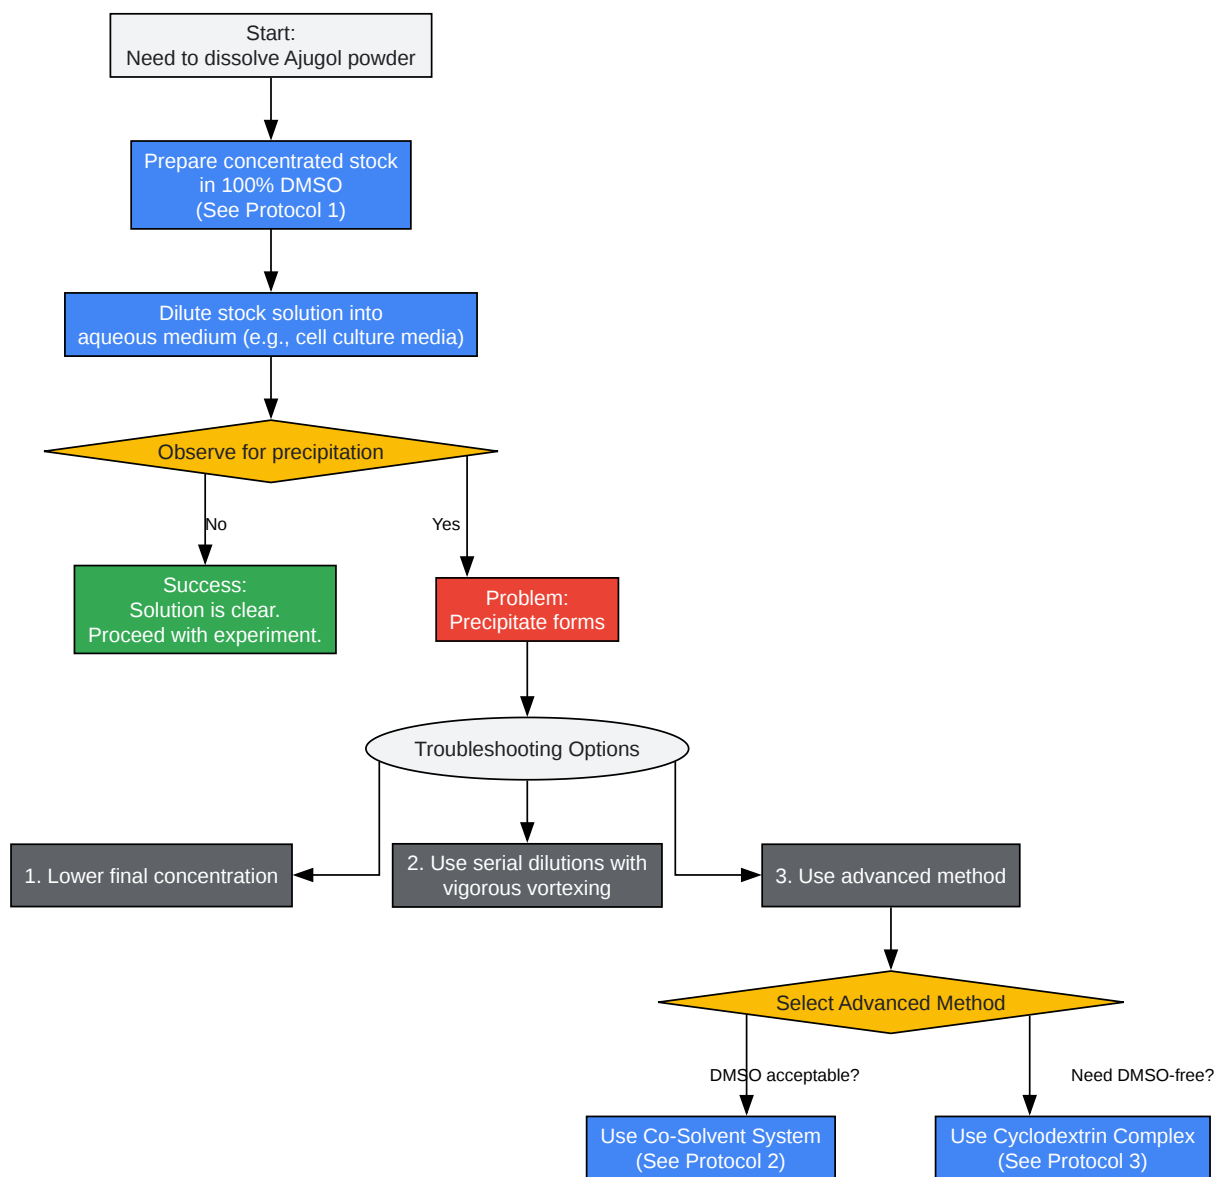 Start:
Need to dissolve Ajugol powder
Prepare concentrated stock
in 100% DMSO
(See Protocol 1)
Dilute stock solution into
aqueous medium (e.g., cell culture media)
Observe for precipitation
No
Yes
Success:
Solution is clear.
Proceed with experiment.
Problem:
Precipitate forms
Troubleshooting Options
1. Lower final concentration
2. Use serial dilutions with
vigorous vortexing
3. Use advanced method
Select Advanced Method
DMSO acceptable?
Need DMSO-free?
Use Co-Solvent System
(See Protocol 2)
Use Cyclodextrin Complex
(See Protocol 3)